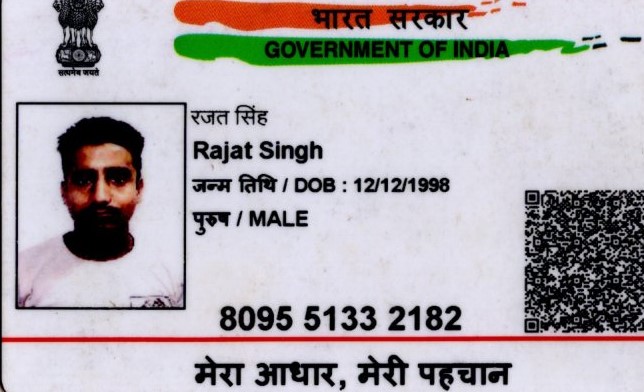 भारत सरकार
GOVERNMENT OF INDIA
सत्यमेव जयते
रजत सिंह
Rajat Singh
जन्म तिथि / DOB : 12/12/1998
पुरुष / MALE
8095 5133 2182
मेरा आधार, मेरी पहचान